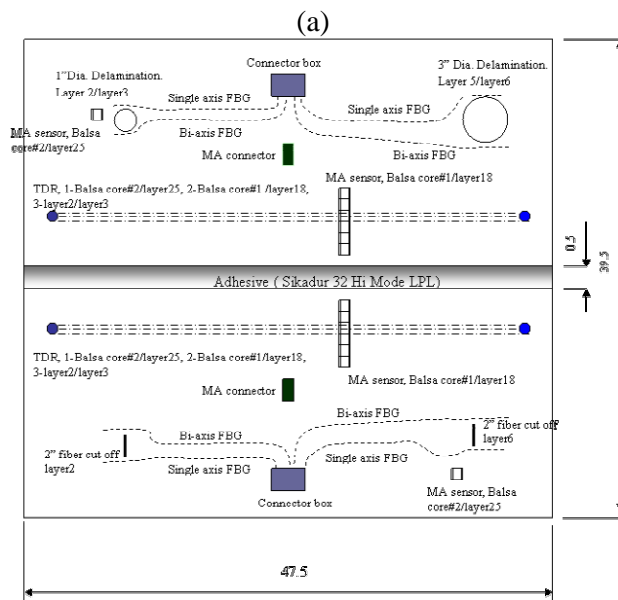 (a)
1"Dia. Delamination.
Layer 2/layer3
Connector box
3" Dia. Delamination.
Layer 5/layer6
Single axis FBG
Single axis FBG
MA sensor, Balsa
core#2/layer25
Bi-axis FBG
Bi-axis FBG
MA connector
MA sensor, Balsa core#1/layer18
TDR, 1-Balsa core#2/layer25, 2-Balsa core#1 /layer18,
3-layer2/layer3
0.5
39.5
Adhesive ( Sikadur 32 Hi Mode LPL)
TDR, 1-Balsa core#2/layer25, 2-Balsa core#1/layer18,
3-layer2/layer3
MA sensor, Balsa core#1/layer18
MA connector
Bi-axis FBG
2" fiber cut off
layer6
Bi-axis FBG
2" fiber cut off
layer2
Single axis FBG
Single axis FBG
Connector box
MA sensor, Balsa
core#2/layer25
47.5